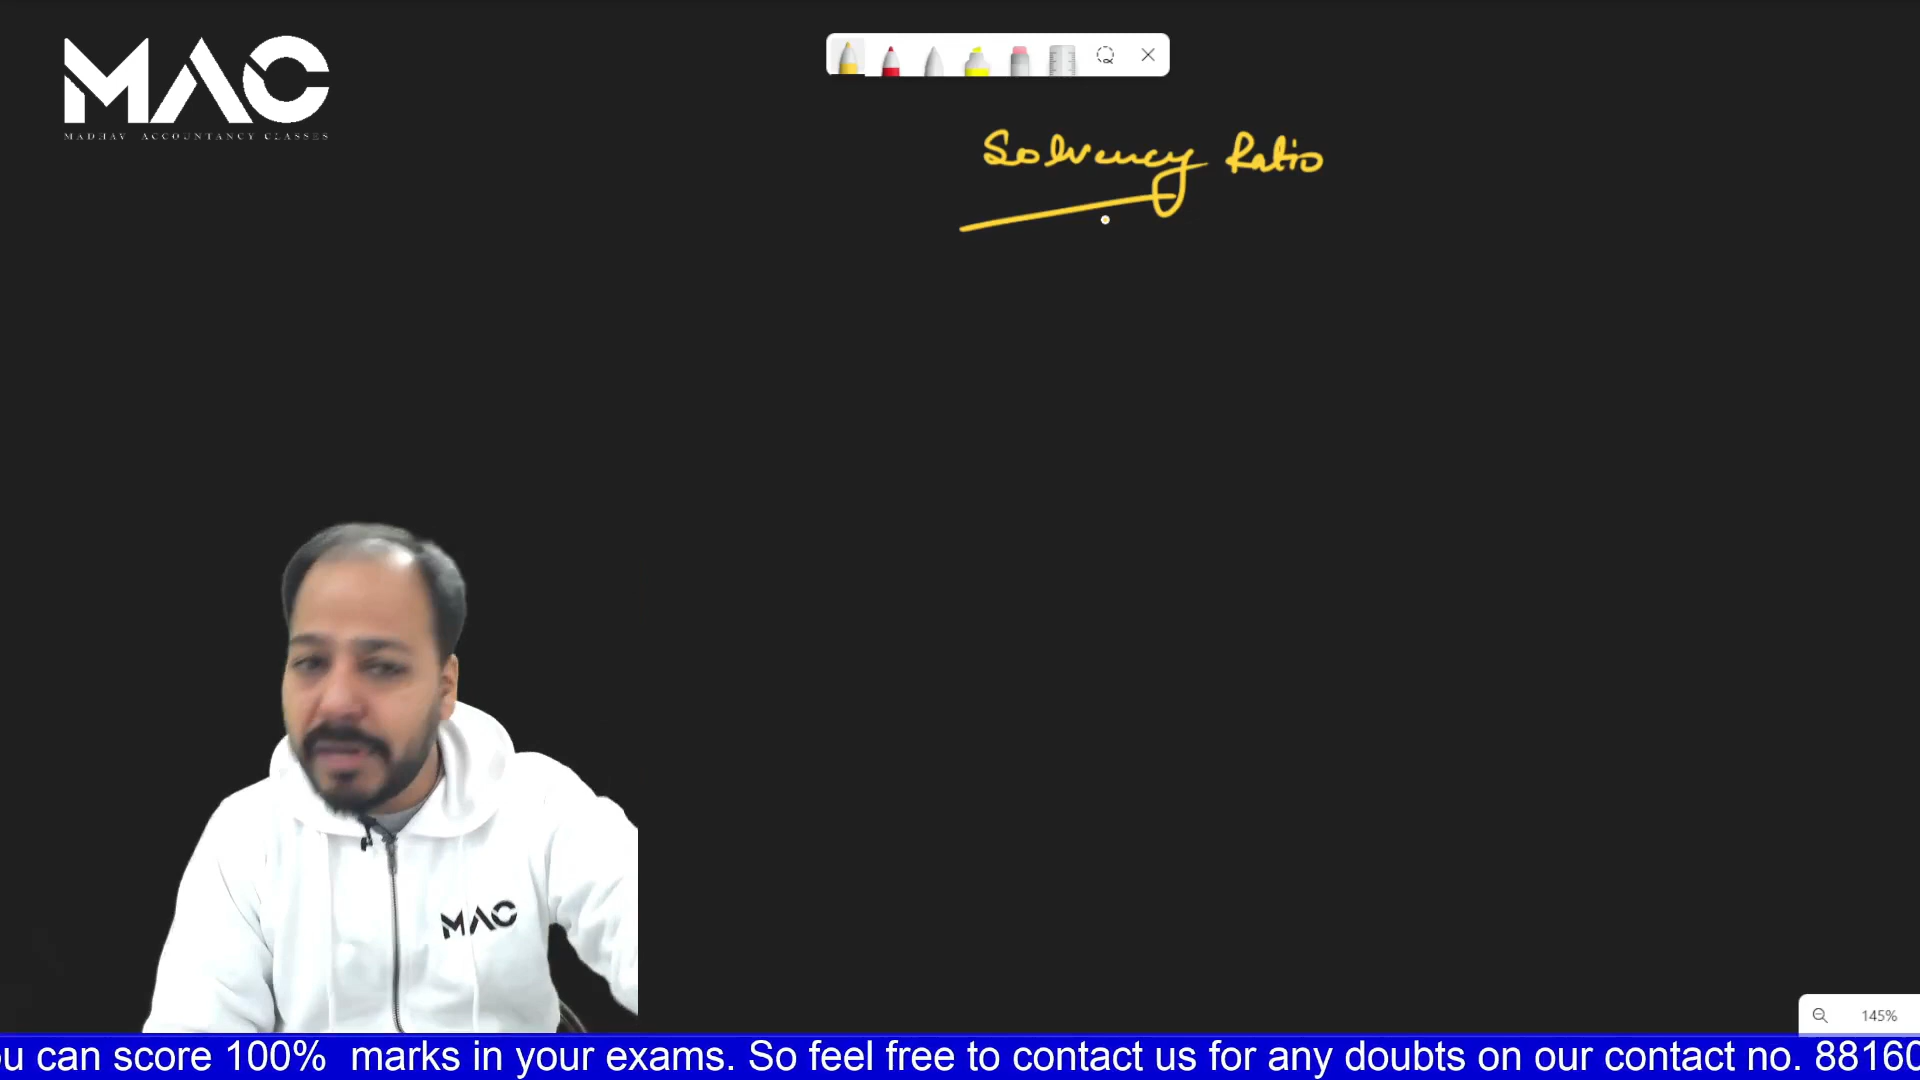 MAC
MADHAV ACCOUNTANCY CLASSES
Solvency Ratio
MAC
145%
u can score 100% marks in your exams. So feel free to contact us for any doubts on our contact no. 88160